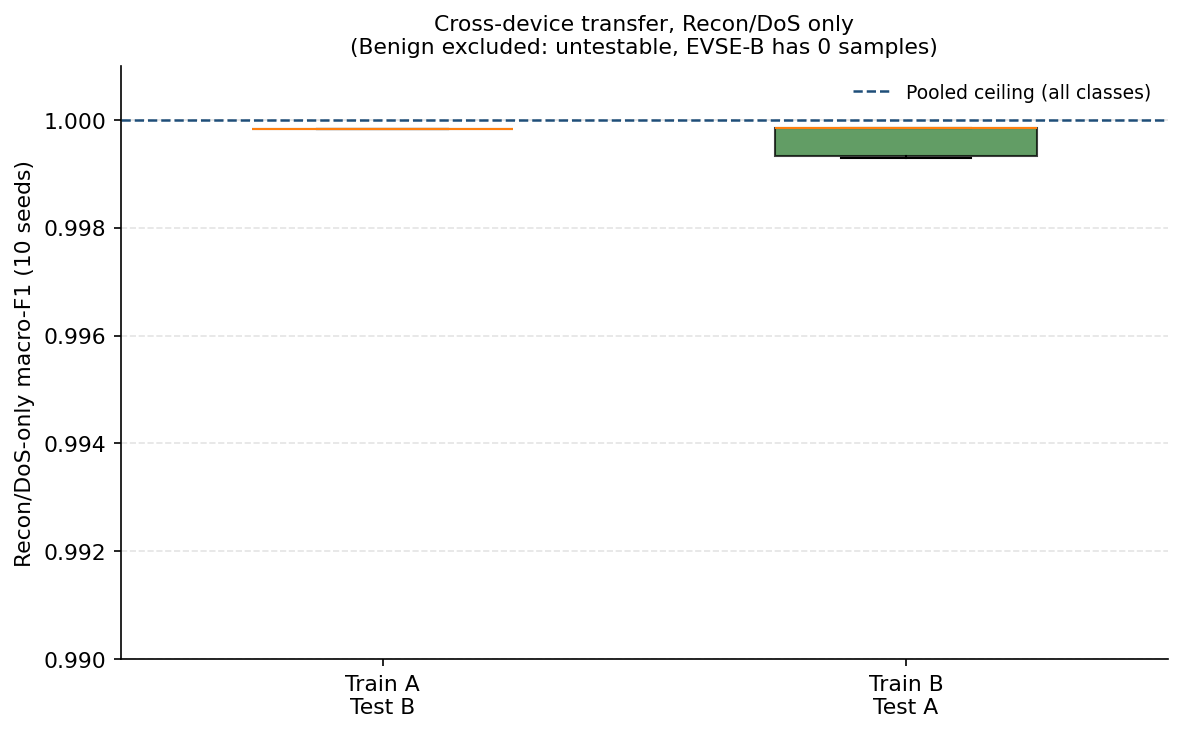 Cross-device transfer, Recon/DoS only
(Benign excluded: untestable, EVSE-B has 0 samples)
Pooled ceiling (all classes)
Recon/DoS-only macro-F1 (10 seeds)
1.000
0.998
0.996
0.994
0.992
0.990
Train A
Test B
Train B
Test A